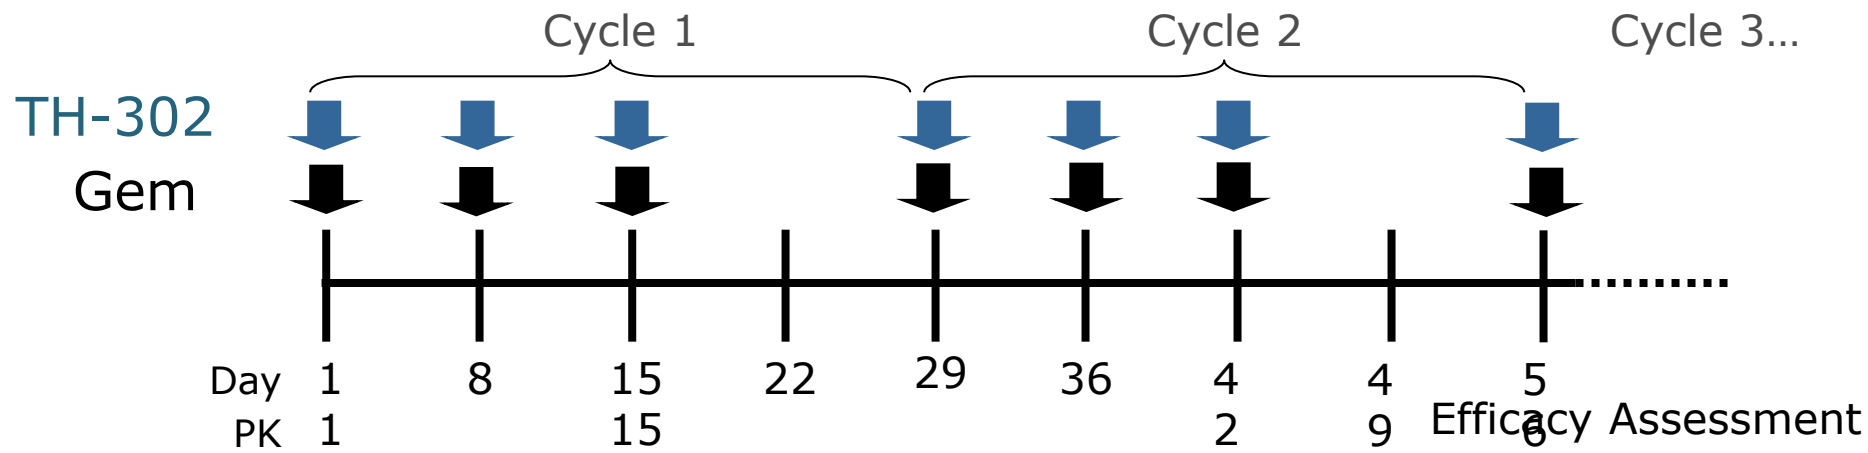 Cycle 1 Cycle 2 Cycle 3...
TH-302
Gem
Day 1 8 15 22 29 36 4 4 5
PK 1 15 2 9 6
Efficacy Assessment